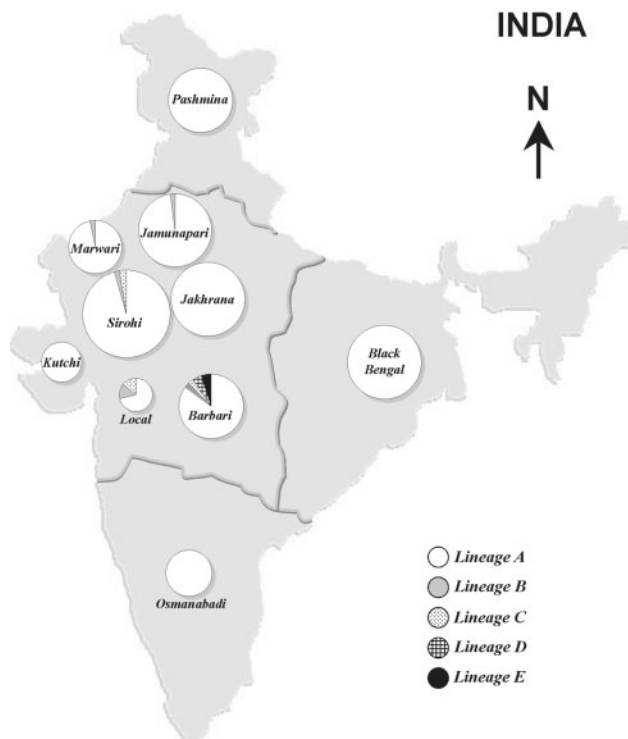 INDIA
N
Pashmina
Jamunapari
Marwari
Jakhrana
Sirohi
Kutchi
Black
Bengal
Local
Barbari
Osmanabadi
Lineage A
Lineage B
Lineage C
Lineage D
Lineage E